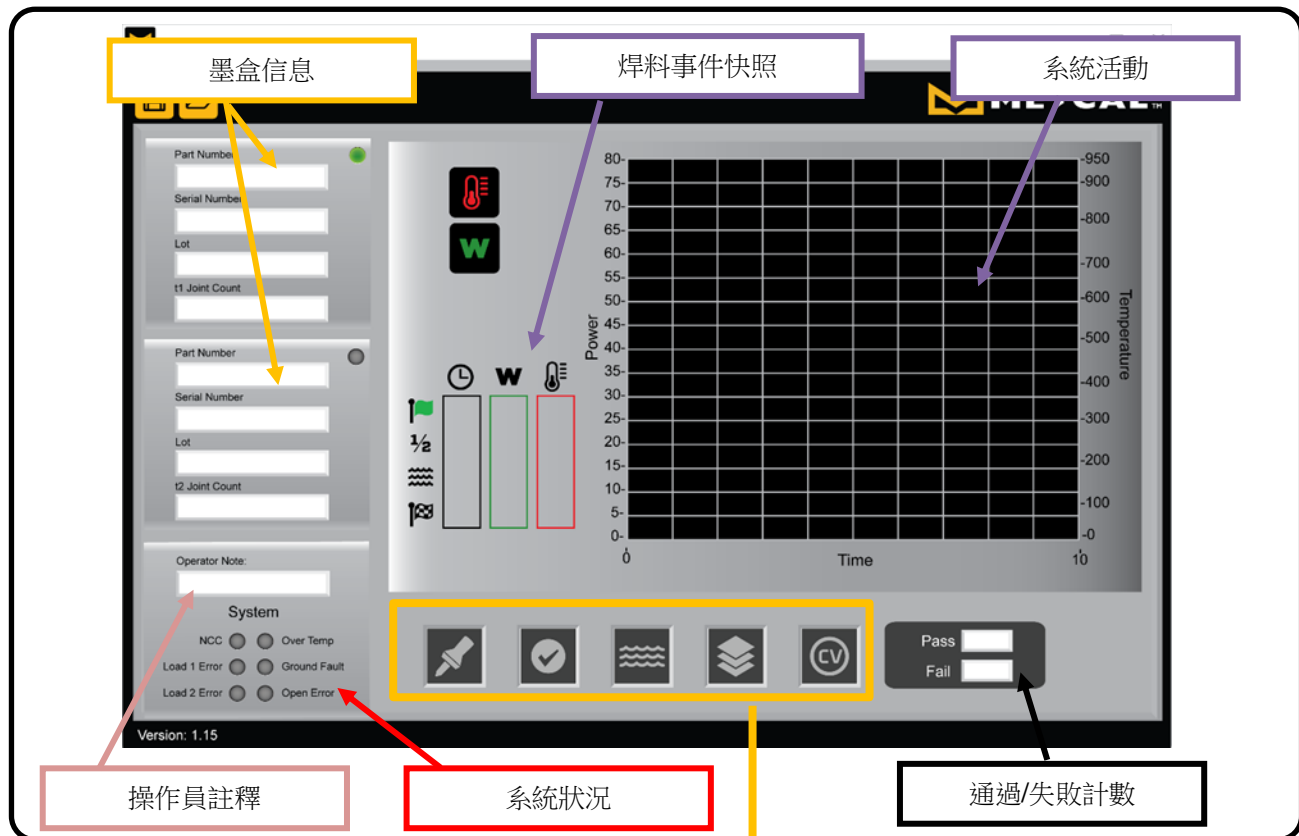 墨盒信息
焊料事件快照
系統活動
Part Number
Serial Number
Lot
t1 Joint Count
Part Number
Serial Number
Lot
t2 Joint Count
Operator Note:
System
NCC
Over Temp
Load 1 Error
Ground Fault
Load 2 Error
Open Error
W
W
½
Power
80-
75-
70-
65-
60-
55-
50-
45-
40-
35-
30-
25-
20-
15-
10-
5-
0-
-950
-900
-800
-700
-600
-500
-400
-300
-200
-100
-0
Temperature
0
Time
10
CV
Pass
Fail
Version: 1.15
操作員註釋
系統狀況
通過/失敗計數